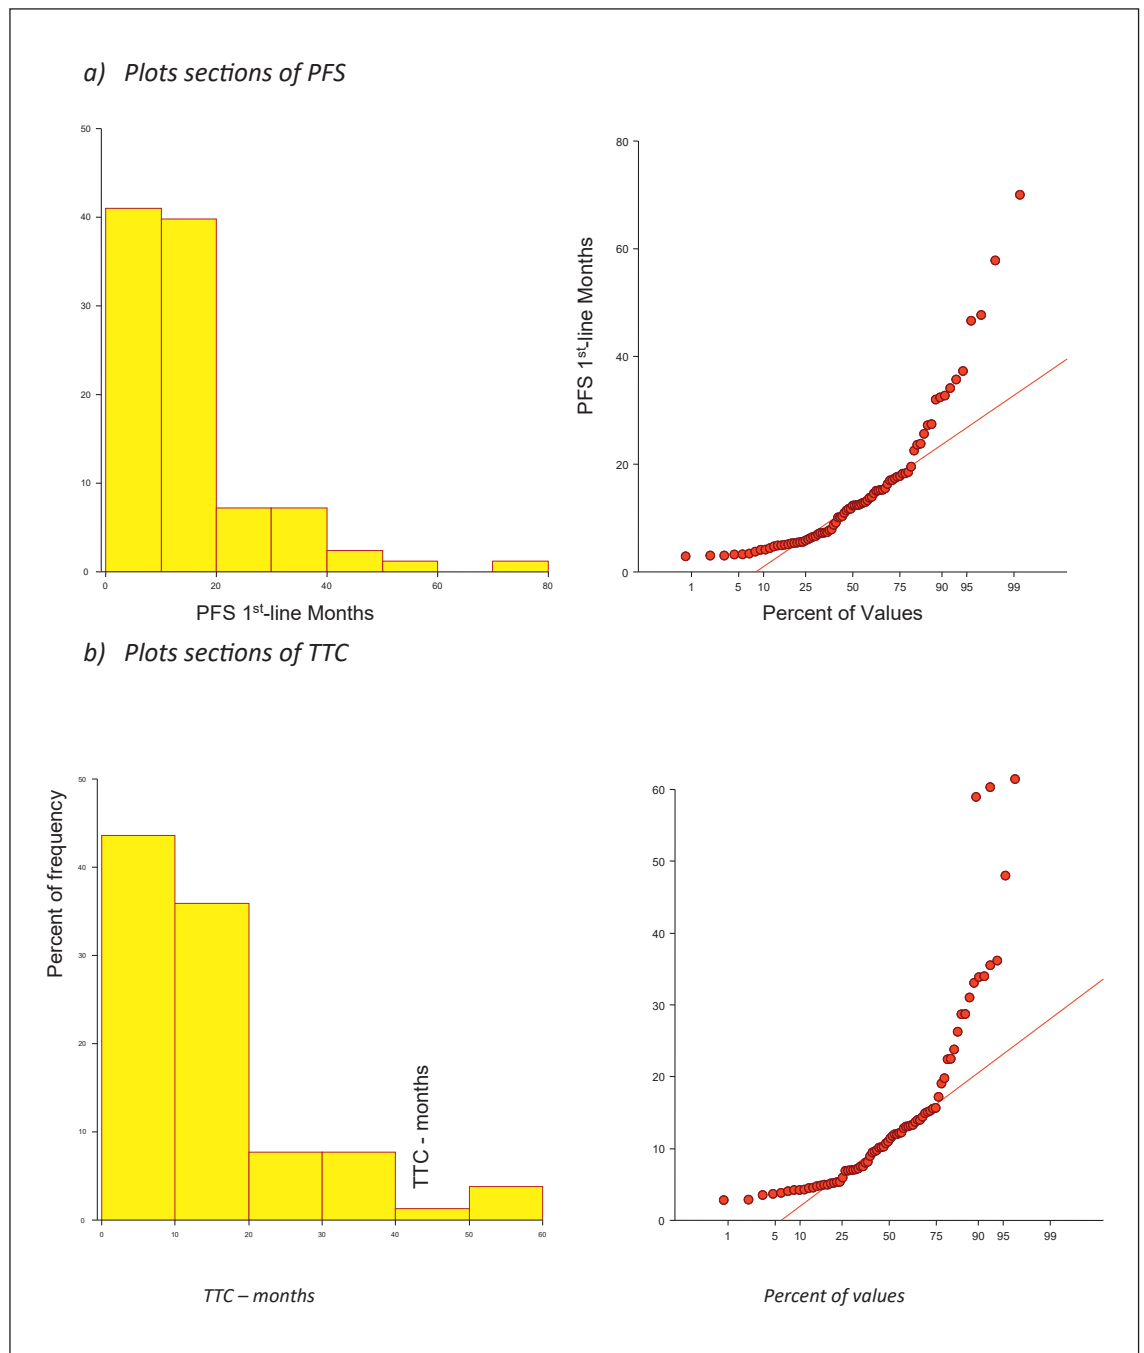 a) Plots sections of PFS
50
40
30
20
10
0
0 20 40 60 80
PFS 1st-line Months
PFS 1st-line Months
80
60
40
20
0
1 5 10 25 50 75 90 95 99
Percent of Values
b) Plots sections of TTC
Percent of frequency
50
40
30
20
10
0
0 10 20 30 40 50 60
TTC – months
TTC - months
60
50
40
30
20
10
0
1 5 10 25 50 75 90 95 99
Percent of values